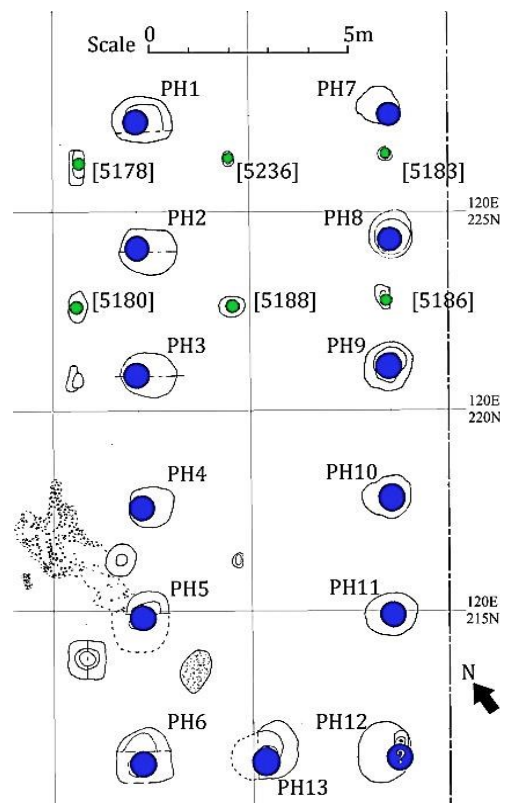 Scale 0 5m
PH1 PH7
[5178] [5236] [5183]
120E
225N
PH2 PH8
[5180] [5188] [5186]
PH3 PH9
120E
220N
PH4 PH10
PH5 PH11
120E
215N
N
PH6 PH12
?
PH13